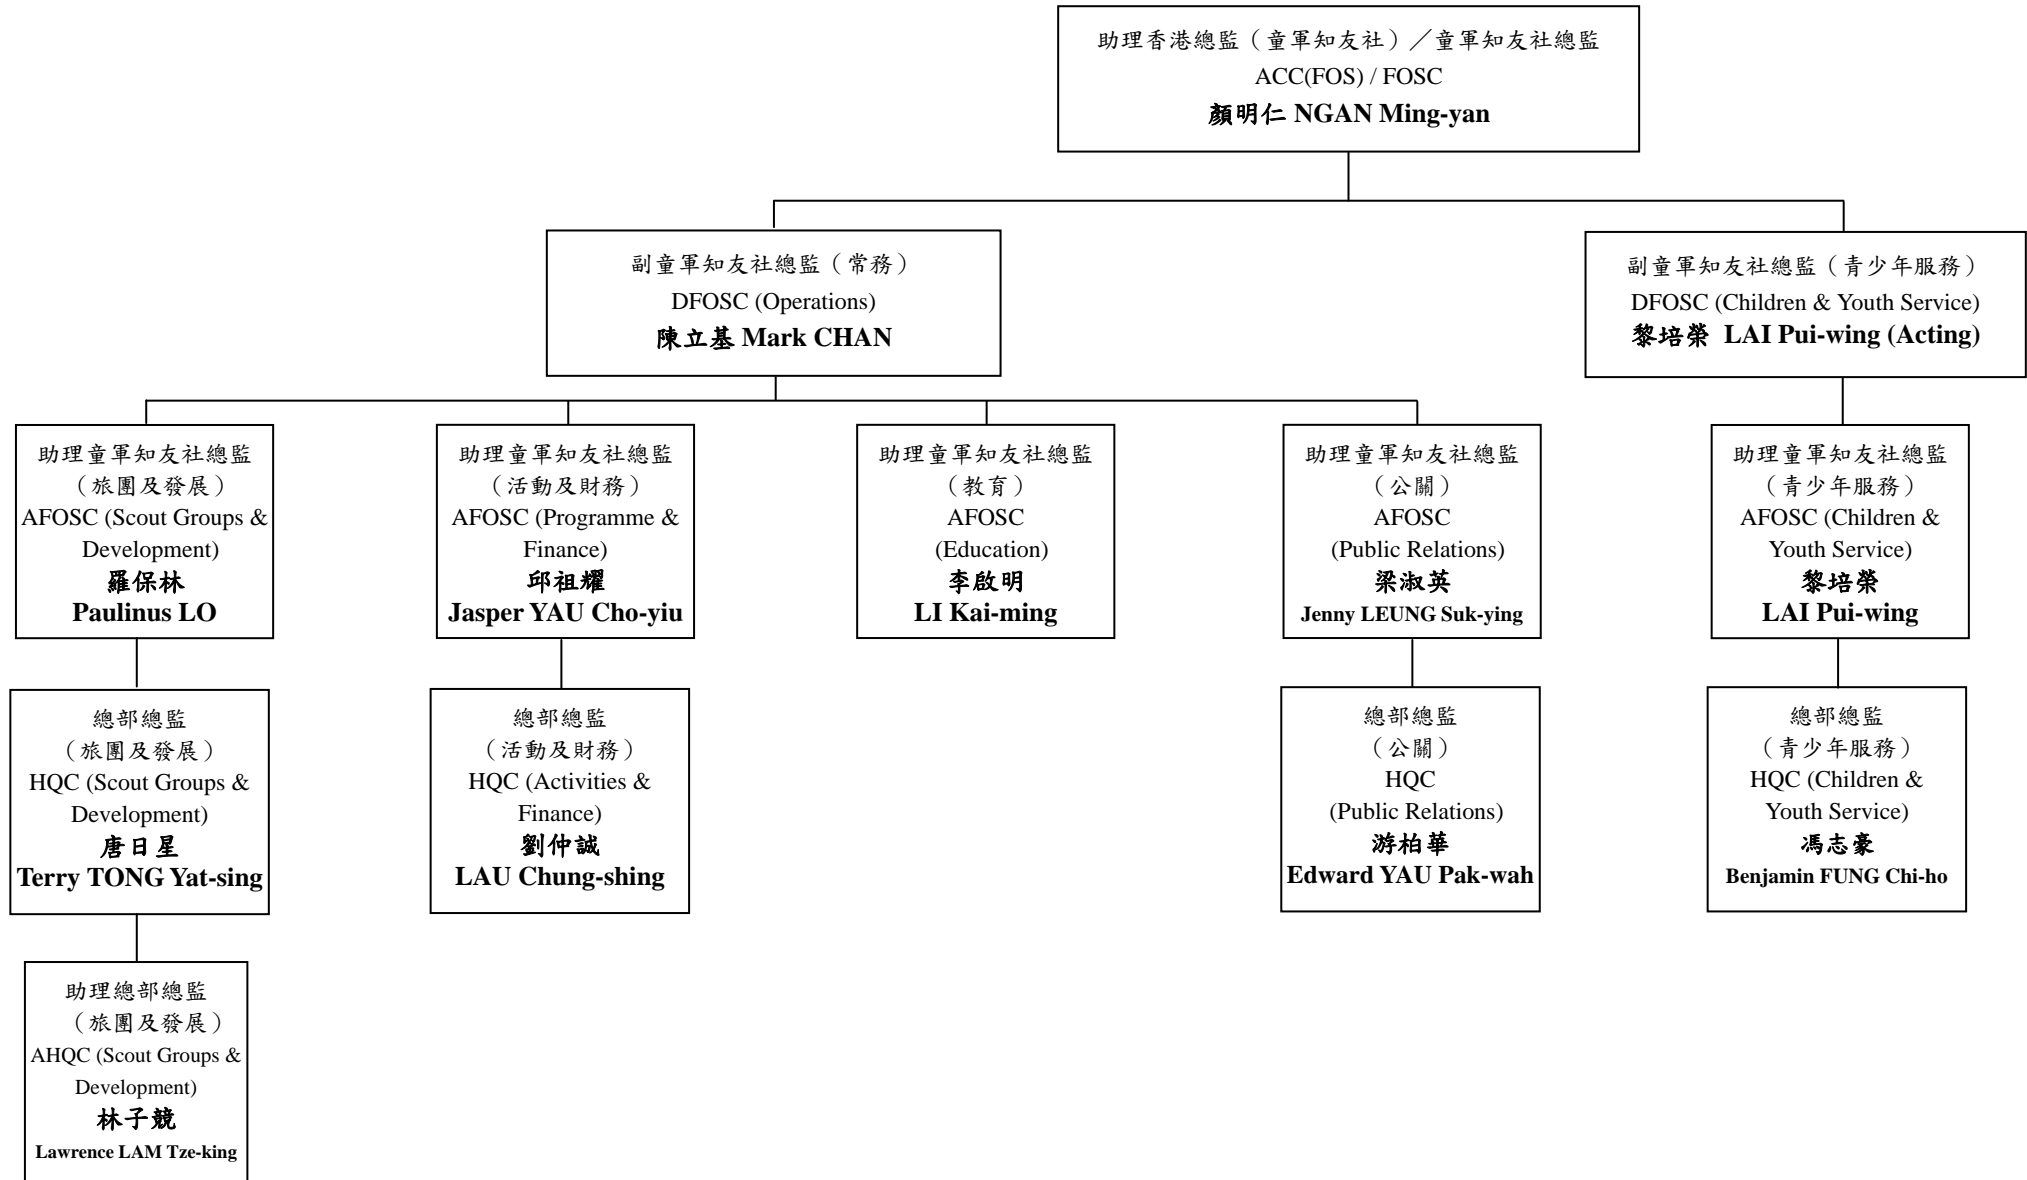 助理香港總監（童軍知友社）／童軍知友社總監
ACC(FOS) / FOSC
顏明仁 NGAN Ming-yan
副童軍知友社總監（常務）
DFOSC (Operations)
陳立基 Mark CHAN
副童軍知友社總監（青少年服務）
DFOSC (Children & Youth Service)
黎培榮 LAI Pui-wing (Acting)
助理童軍知友社總監
（旅團及發展）
AFOSC (Scout Groups &
Development)
羅保林
Paulinus LO
助理童軍知友社總監
（活動及財務）
AFOSC (Programme &
Finance)
邱祖耀
Jasper YAU Cho-yiu
助理童軍知友社總監
（教育）
AFOSC
(Education)
李啟明
LI Kai-ming
助理童軍知友社總監
（公關）
AFOSC
(Public Relations)
梁淑英
Jenny LEUNG Suk-ying
助理童軍知友社總監
（青少年服務）
AFOSC (Children &
Youth Service)
黎培榮
LAI Pui-wing
總部總監
（旅團及發展）
HQC (Scout Groups &
Development)
唐日星
Terry TONG Yat-sing
總部總監
（活動及財務）
HQC (Activities &
Finance)
劉仲誠
LAU Chung-shing
總部總監
（公關）
HQC
(Public Relations)
游柏華
Edward YAU Pak-wah
總部總監
（青少年服務）
HQC (Children &
Youth Service)
馮志豪
Benjamin FUNG Chi-ho
助理總部總監
（旅團及發展）
AHQC (Scout Groups &
Development)
林子競
Lawrence LAM Tze-king